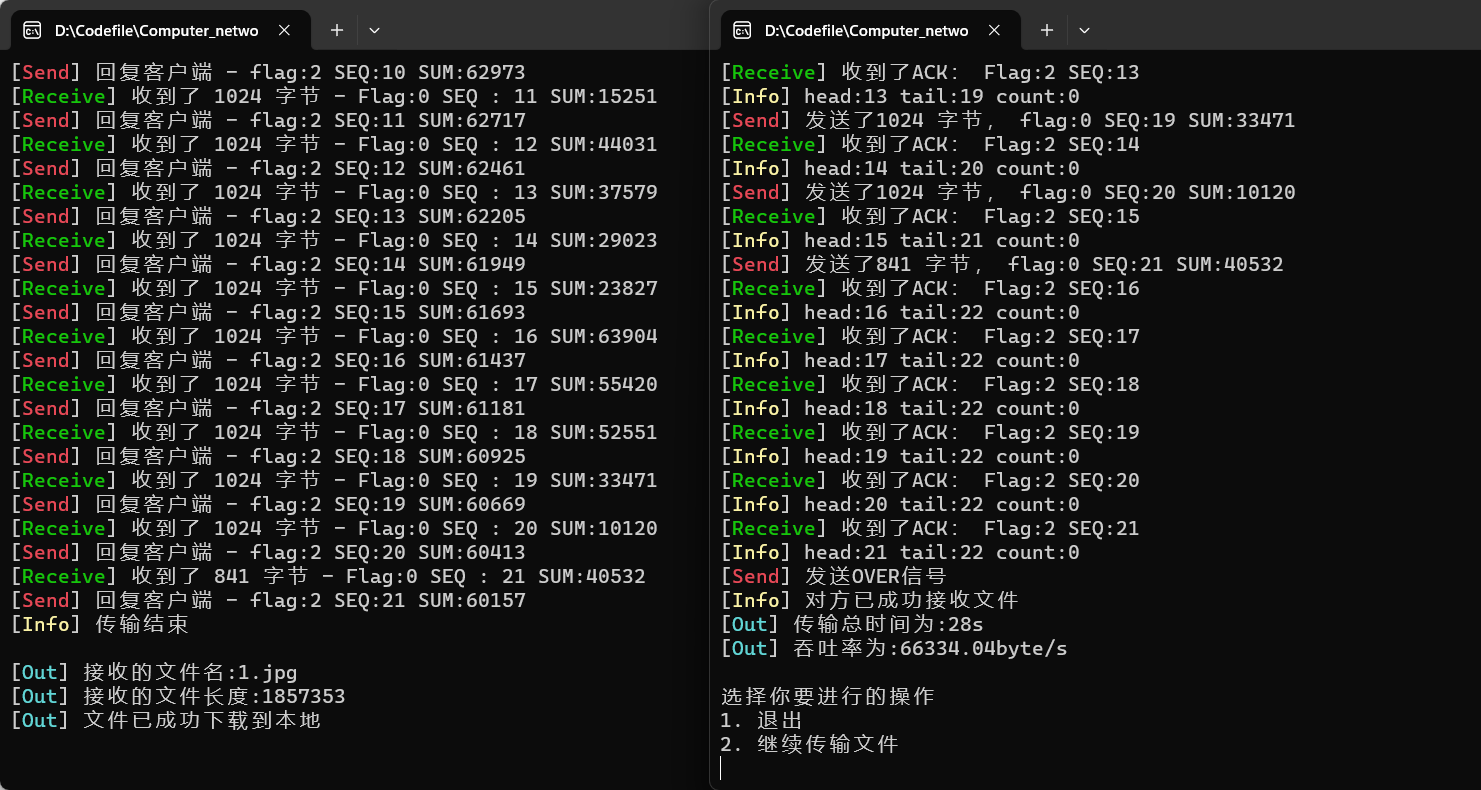 D:\Codefile\Computer_netwo
[Send] 回复客户端 - flag:2 SEQ:10 SUM:62973
[Receive] 收到了 1024 字节 - Flag:0 SEQ : 11 SUM:15251
[Send] 回复客户端 - flag:2 SEQ:11 SUM:62717
[Receive] 收到了 1024 字节 - Flag:0 SEQ : 12 SUM:44031
[Send] 回复客户端 - flag:2 SEQ:12 SUM:62461
[Receive] 收到了 1024 字节 - Flag:0 SEQ : 13 SUM:37579
[Send] 回复客户端 - flag:2 SEQ:13 SUM:62205
[Receive] 收到了 1024 字节 - Flag:0 SEQ : 14 SUM:29023
[Send] 回复客户端 - flag:2 SEQ:14 SUM:61949
[Receive] 收到了 1024 字节 - Flag:0 SEQ : 15 SUM:23827
[Send] 回复客户端 - flag:2 SEQ:15 SUM:61693
[Receive] 收到了 1024 字节 - Flag:0 SEQ : 16 SUM:63904
[Send] 回复客户端 - flag:2 SEQ:16 SUM:61437
[Receive] 收到了 1024 字节 - Flag:0 SEQ : 17 SUM:55420
[Send] 回复客户端 - flag:2 SEQ:17 SUM:61181
[Receive] 收到了 1024 字节 - Flag:0 SEQ : 18 SUM:52551
[Send] 回复客户端 - flag:2 SEQ:18 SUM:60925
[Receive] 收到了 1024 字节 - Flag:0 SEQ : 19 SUM:33471
[Send] 回复客户端 - flag:2 SEQ:19 SUM:60669
[Receive] 收到了 1024 字节 - Flag:0 SEQ : 20 SUM:10120
[Send] 回复客户端 - flag:2 SEQ:20 SUM:60413
[Receive] 收到了 841 字节 - Flag:0 SEQ : 21 SUM:40532
[Send] 回复客户端 - flag:2 SEQ:21 SUM:60157
[Info] 传输结束
[Out] 接收的文件名:1.jpg
[Out] 接收的文件长度:1857353
[Out] 文件已成功下载到本地
D:\Codefile\Computer_netwo
[Receive] 收到了ACK: Flag:2 SEQ:13
[Info] head:13 tail:19 count:0
[Send] 发送了1024 字节, flag:0 SEQ:19 SUM:33471
[Receive] 收到了ACK: Flag:2 SEQ:14
[Info] head:14 tail:20 count:0
[Send] 发送了1024 字节, flag:0 SEQ:20 SUM:10120
[Receive] 收到了ACK: Flag:2 SEQ:15
[Info] head:15 tail:21 count:0
[Send] 发送了841 字节, flag:0 SEQ:21 SUM:40532
[Receive] 收到了ACK: Flag:2 SEQ:16
[Info] head:16 tail:22 count:0
[Receive] 收到了ACK: Flag:2 SEQ:17
[Info] head:17 tail:22 count:0
[Receive] 收到了ACK: Flag:2 SEQ:18
[Info] head:18 tail:22 count:0
[Receive] 收到了ACK: Flag:2 SEQ:19
[Info] head:19 tail:22 count:0
[Receive] 收到了ACK: Flag:2 SEQ:20
[Info] head:20 tail:22 count:0
[Receive] 收到了ACK: Flag:2 SEQ:21
[Info] head:21 tail:22 count:0
[Send] 发送OVER信号
[Info] 对方已成功接收文件
[Out] 传输总时间为:28s
[Out] 吞吐率为:66334.04byte/s
选择你要进行的操作
1. 退出
2. 继续传输文件